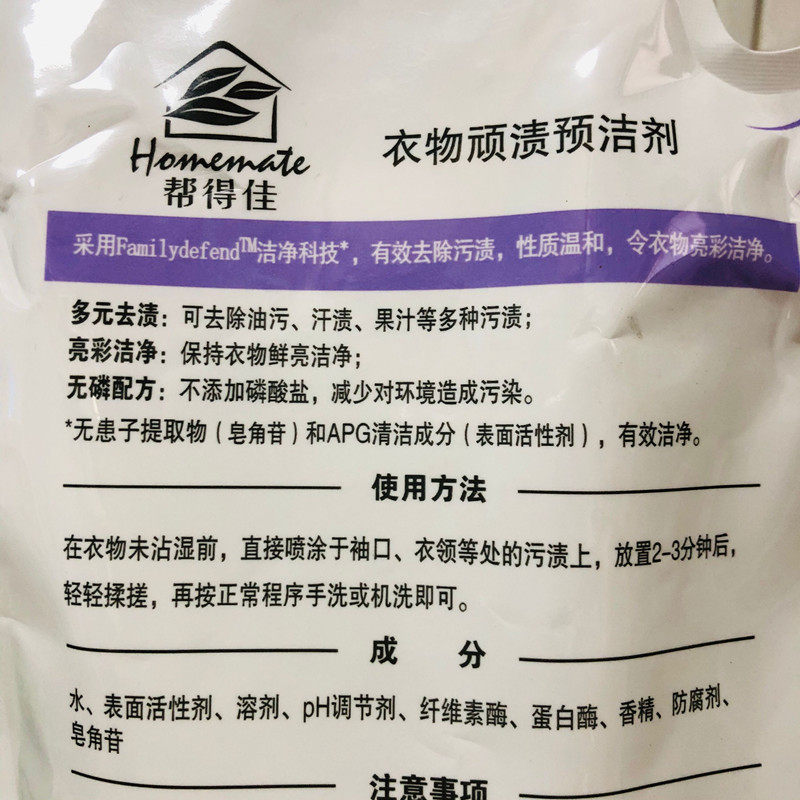 Homemate
帮得佳
衣物顽渍预洁剂
采用Familydefend™洁净科技*，有效去除污渍，性质温和，令衣物亮彩洁净。
多元去渍：可去除油污、汗渍、果汁等多种污渍；
亮彩洁净：保持衣物鲜亮洁净；
无磷配方：不添加磷酸盐，减少对环境造成污染。
*无患子提取物（皂角苷）和APG清洁成分（表面活性剂），有效洁净。
使用方法
在衣物未沾湿前，直接喷涂于袖口、衣领等处的污渍上，放置2-3分钟后，
轻轻揉搓，再按正常程序手洗或机洗即可。
成 分
水、表面活性剂、溶剂、pH调节剂、纤维素酶、蛋白酶、香精、防腐剂、
皂角苷
注意事项